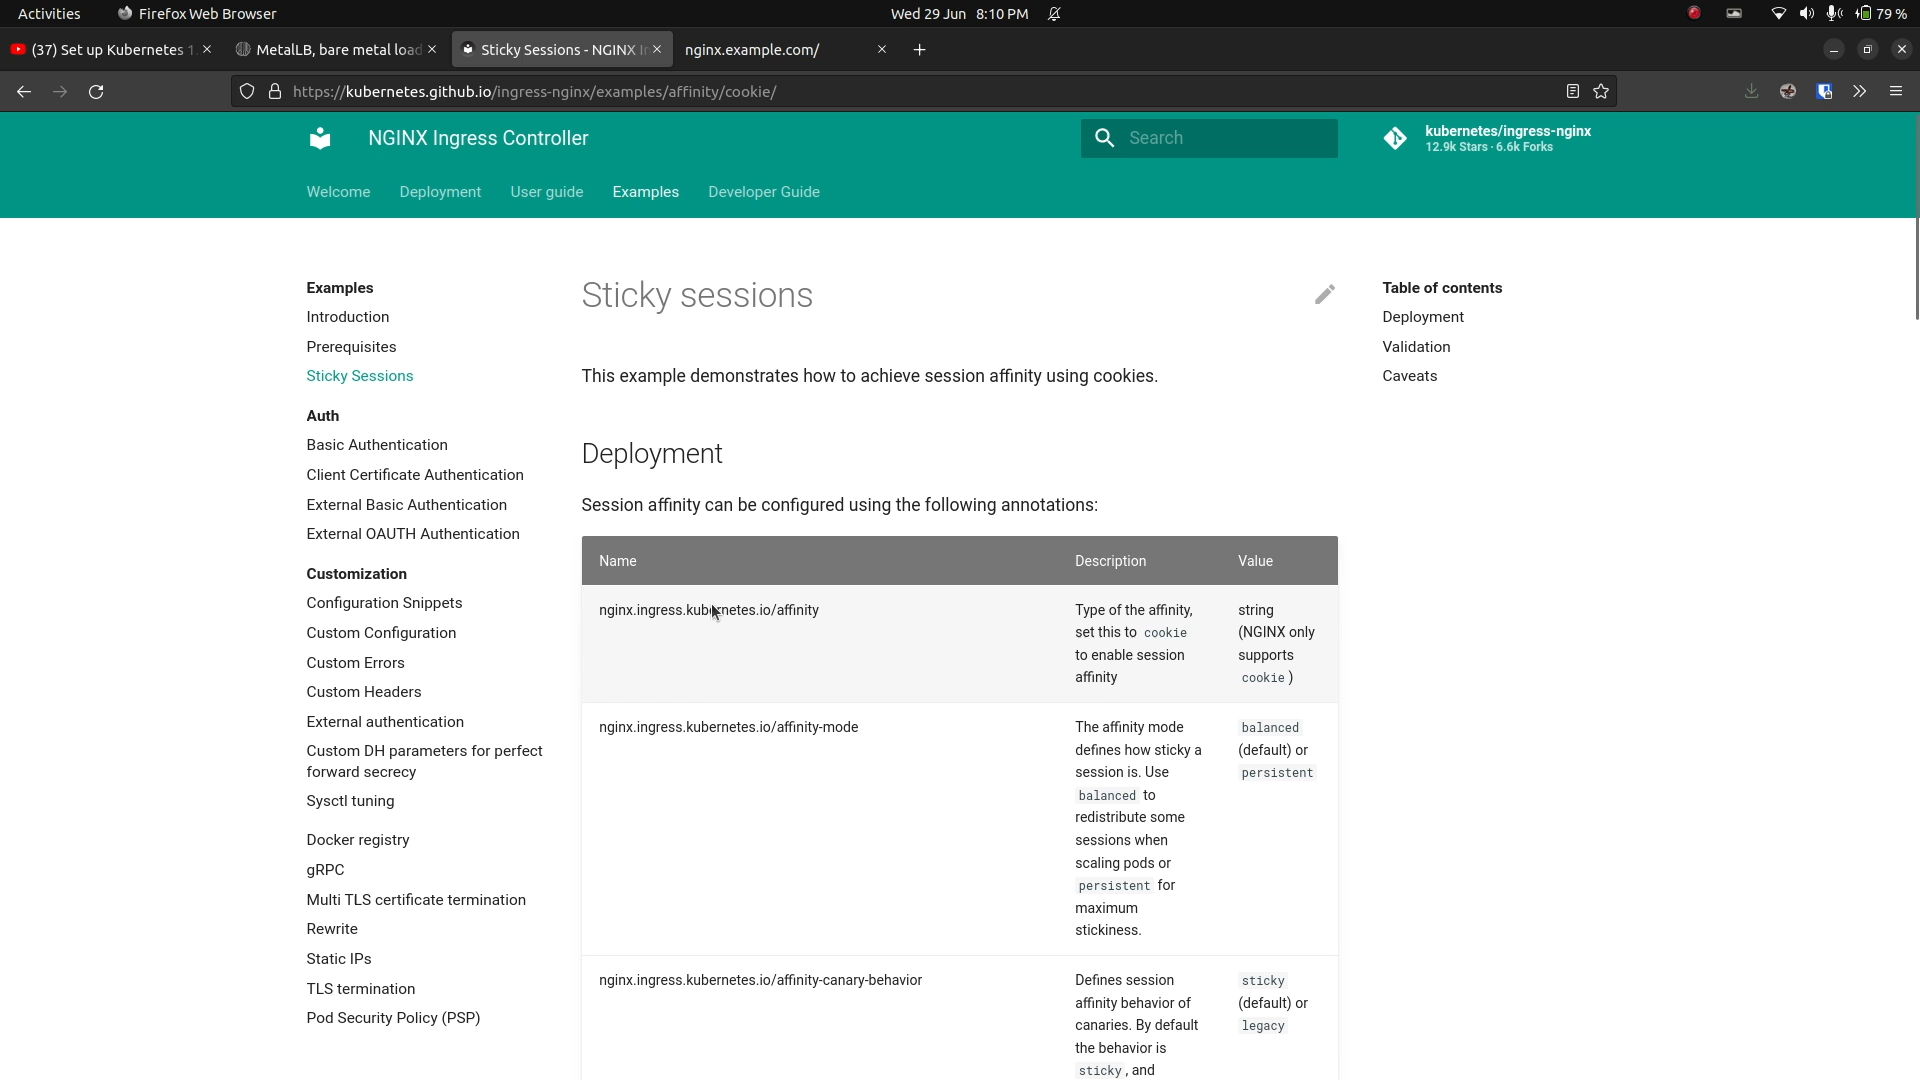 Activities
Firefox Web Browser
Wed 29 Jun 8:10 PM
79 %
(37) Set up Kubernetes 1.
MetalLB, bare metal load
Sticky Sessions - NGINX
nginx.example.com/
https://kubernetes.github.io/ingress-nginx/examples/affinity/cookie/
NGINX Ingress Controller
Search
kubernetes/ingress-nginx
12.9k Stars · 6.6k Forks
Welcome
Deployment
User guide
Examples
Developer Guide
Examples
Introduction
Prerequisites
Sticky Sessions
Auth
Basic Authentication
Client Certificate Authentication
External Basic Authentication
External OAUTH Authentication
Customization
Configuration Snippets
Custom Configuration
Custom Errors
Custom Headers
External authentication
Custom DH parameters for perfect
forward secrecy
Sysctl tuning
Docker registry
gRPC
Multi TLS certificate termination
Rewrite
Static IPs
TLS termination
Pod Security Policy (PSP)
Sticky sessions
This example demonstrates how to achieve session affinity using cookies.
Deployment
Session affinity can be configured using the following annotations:
Name
Description
Value
nginx.ingress.kubernetes.io/affinity
Type of the affinity,
set this to cookie
to enable session
affinity
string
(NGINX only
supports
cookie )
nginx.ingress.kubernetes.io/affinity-mode
The affinity mode
defines how sticky a
session is. Use
balanced to
redistribute some
sessions when
scaling pods or
persistent for
maximum
stickiness.
balanced
(default) or
persistent
nginx.ingress.kubernetes.io/affinity-canary-behavior
Defines session
affinity behavior of
canaries. By default
the behavior is
sticky , and
sticky
(default) or
legacy
Table of contents
Deployment
Validation
Caveats